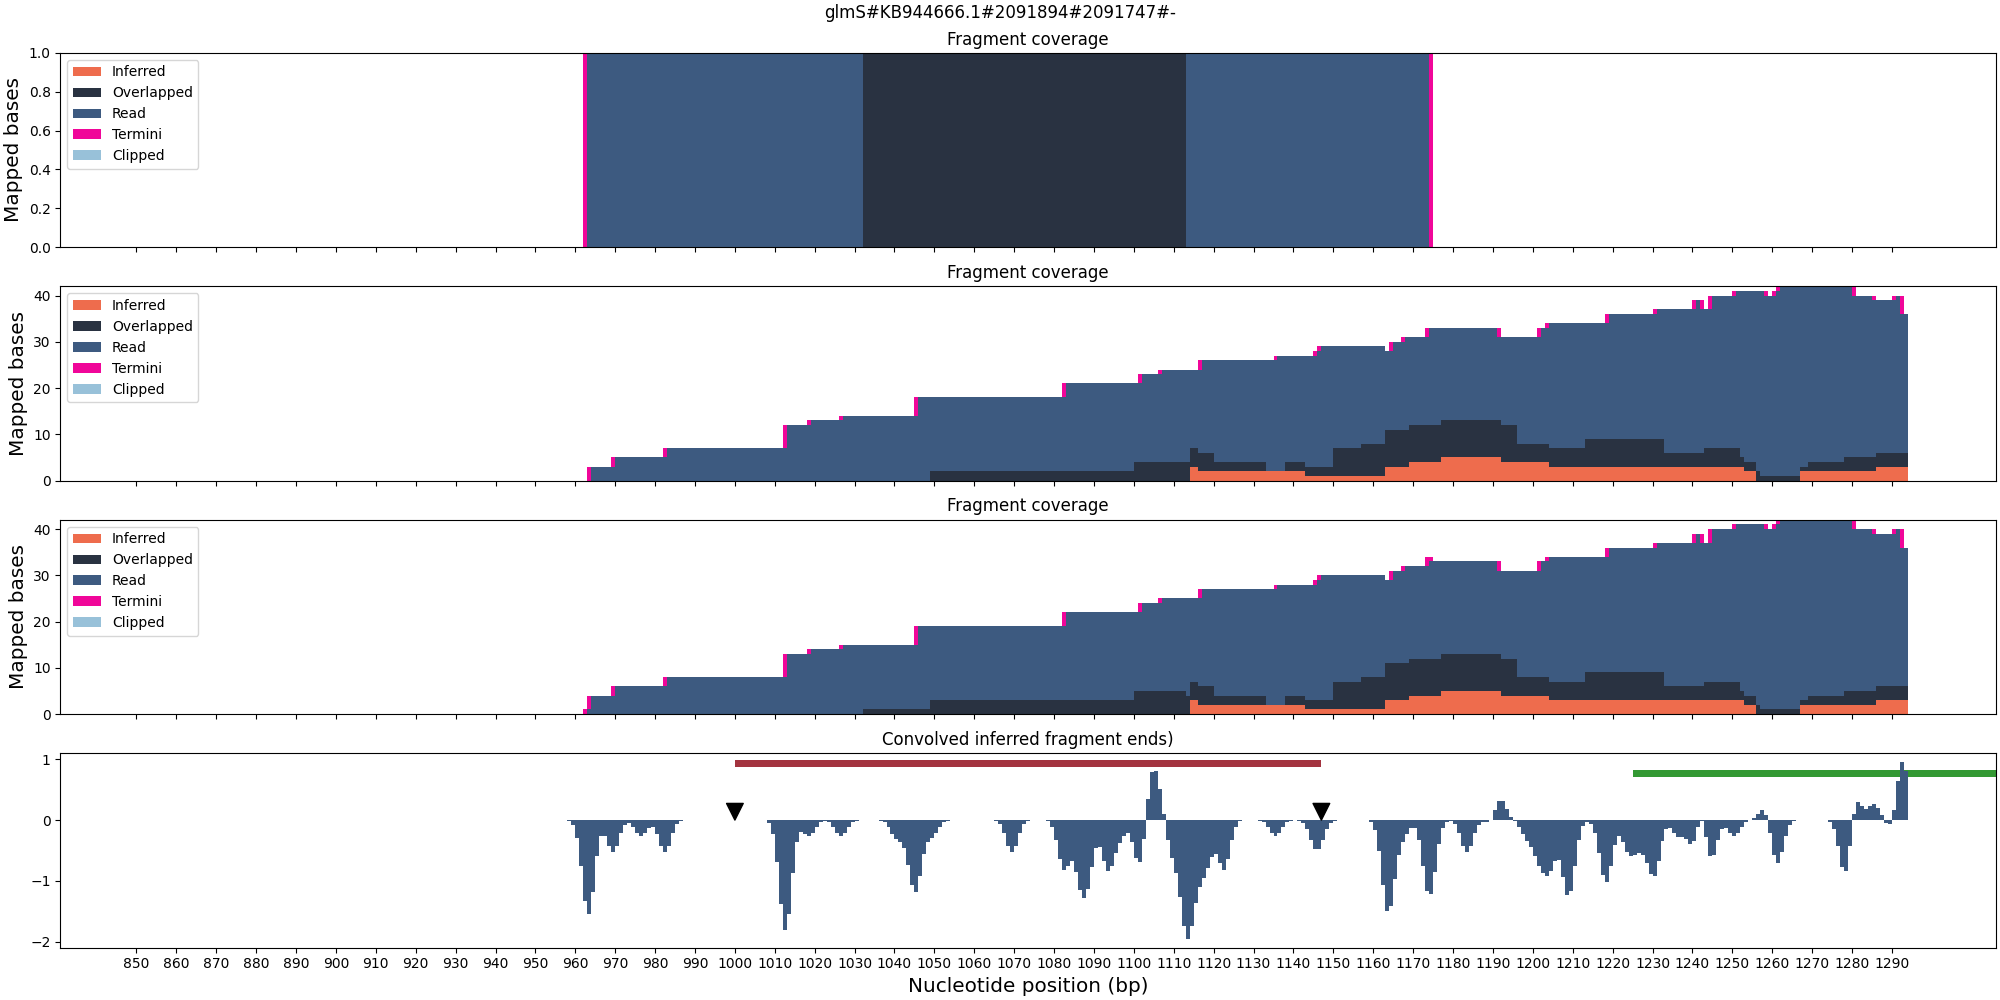 glmS#KB944666.1#2091894#2091747#-
Fragment coverage
Mapped bases
1.0
0.8
0.6
0.4
0.2
0.0
Inferred
Overlapped
Read
Termini
Clipped
Fragment coverage
Mapped bases
40
30
20
10
0
Inferred
Overlapped
Read
Termini
Clipped
Fragment coverage
Mapped bases
40
30
20
10
0
Inferred
Overlapped
Read
Termini
Clipped
Convolved inferred fragment ends)
1
0
−1
−2
850 860 870 880 890 900 910 920 930 940 950 960 970 980 990 1000 1010 1020 1030 1040 1050 1060 1070 1080 1090 1100 1110 1120 1130 1140 1150 1160 1170 1180 1190 1200 1210 1220 1230 1240 1250 1260 1270 1280 1290
Nucleotide position (bp)